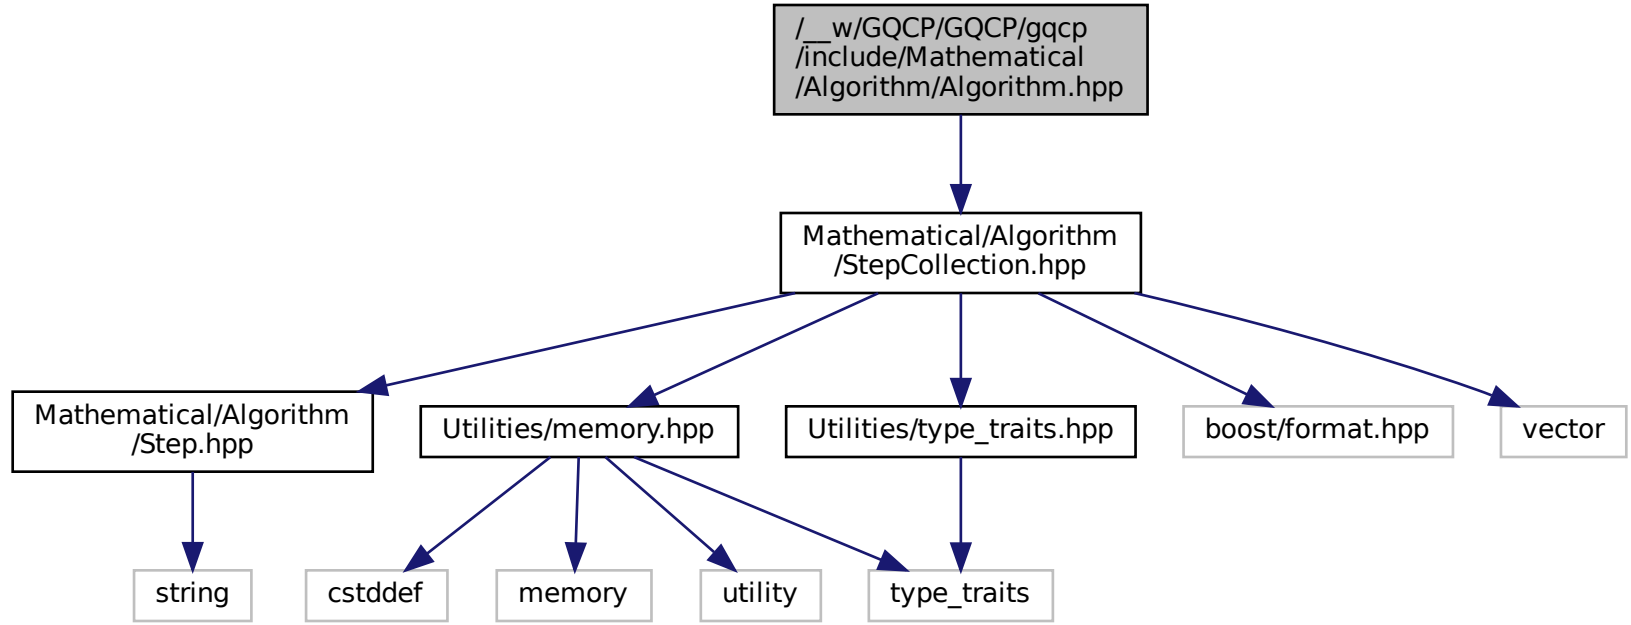 /__w/GQCP/GQCP/gqcp
/include/Mathematical
/Algorithm/Algorithm.hpp
Mathematical/Algorithm
/StepCollection.hpp
Mathematical/Algorithm
/Step.hpp
Utilities/memory.hpp
Utilities/type_traits.hpp
boost/format.hpp
vector
string
cstddef
memory
utility
type_traits